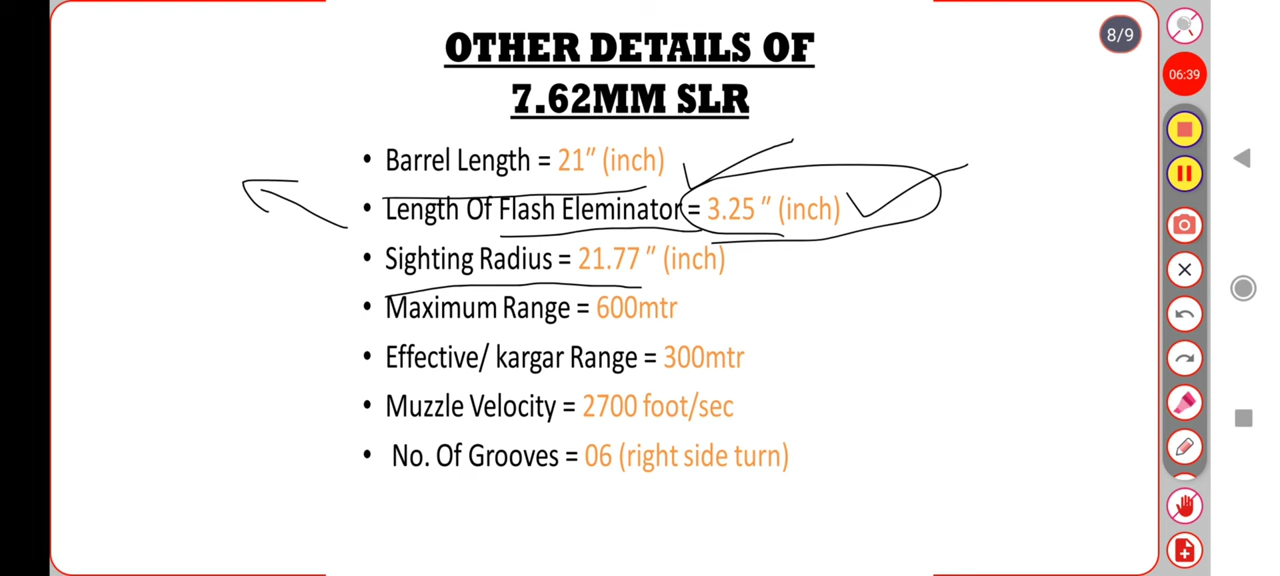 8/9
OTHER DETAILS OF
7.62MM SLR
06:39
• Barrel Length = 21" (inch)
• Length Of Flash Eleminator = 3.25 " (inch)
• Sighting Radius = 21.77 " (inch)
• Maximum Range = 600mtr
• Effective/ kargar Range = 300mtr
• Muzzle Velocity = 2700 foot/sec
• No. Of Grooves = 06 (right side turn)